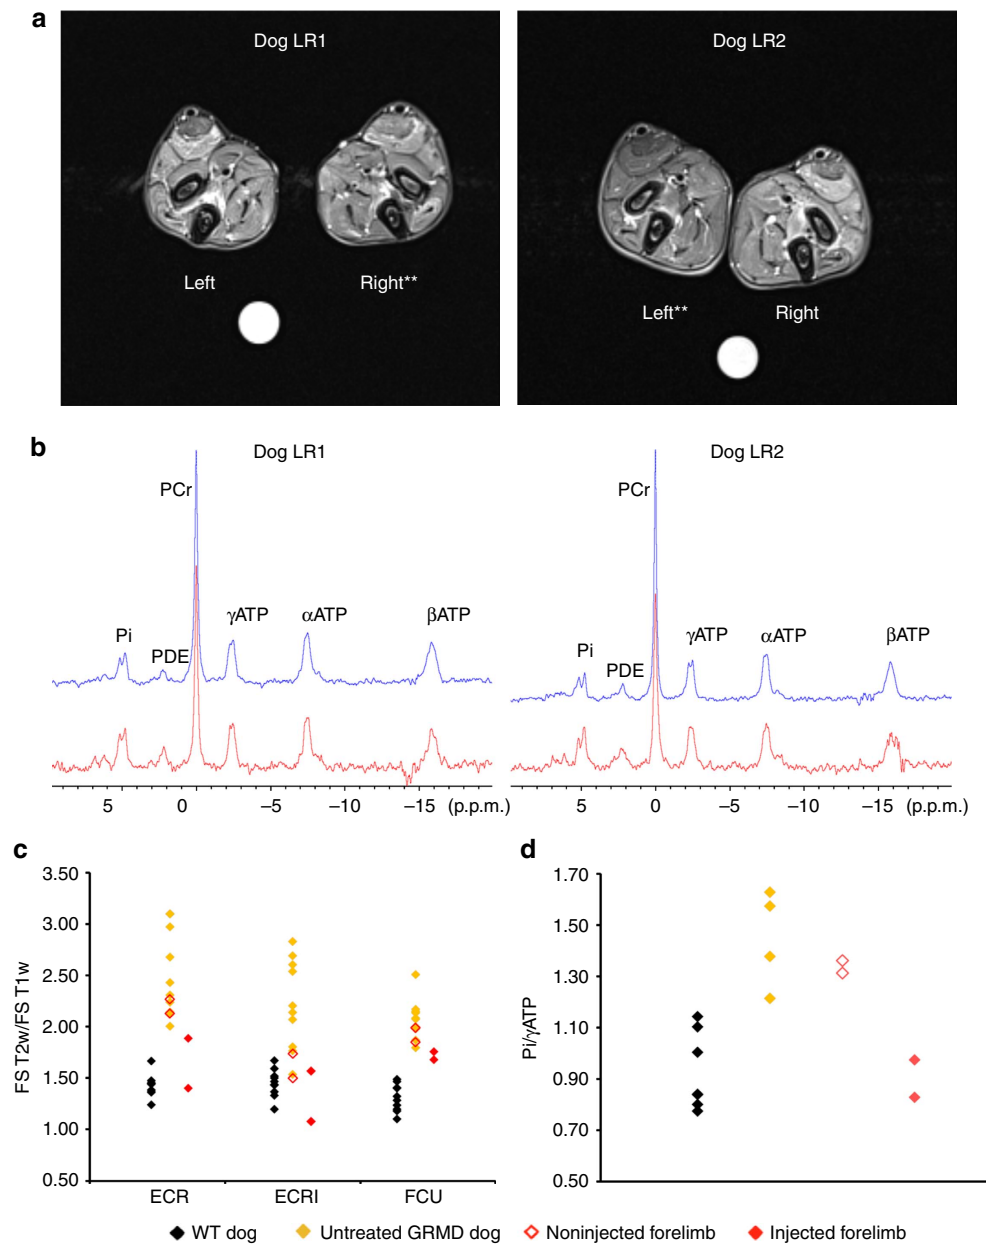 a
Dog LR1
Dog LR2
Left
Right**
Left**
Right
b
Dog LR1
Dog LR2
PCr
Pi
PDE
γATP
αATP
βATP
PCr
Pi
PDE
γATP
αATP
βATP
5
0
–5
–10
–15
(p.p.m.)
5
0
–5
–10
–15
(p.p.m.)
c
FS T2w/FS T1w
3.50
3.00
2.50
2.00
1.50
1.00
0.50
ECR
ECRI
FCU
d
Pi/γATP
1.70
1.50
1.30
1.10
0.90
0.70
0.50
WT dog
Untreated GRMD dog
Noninjected forelimb
Injected forelimb